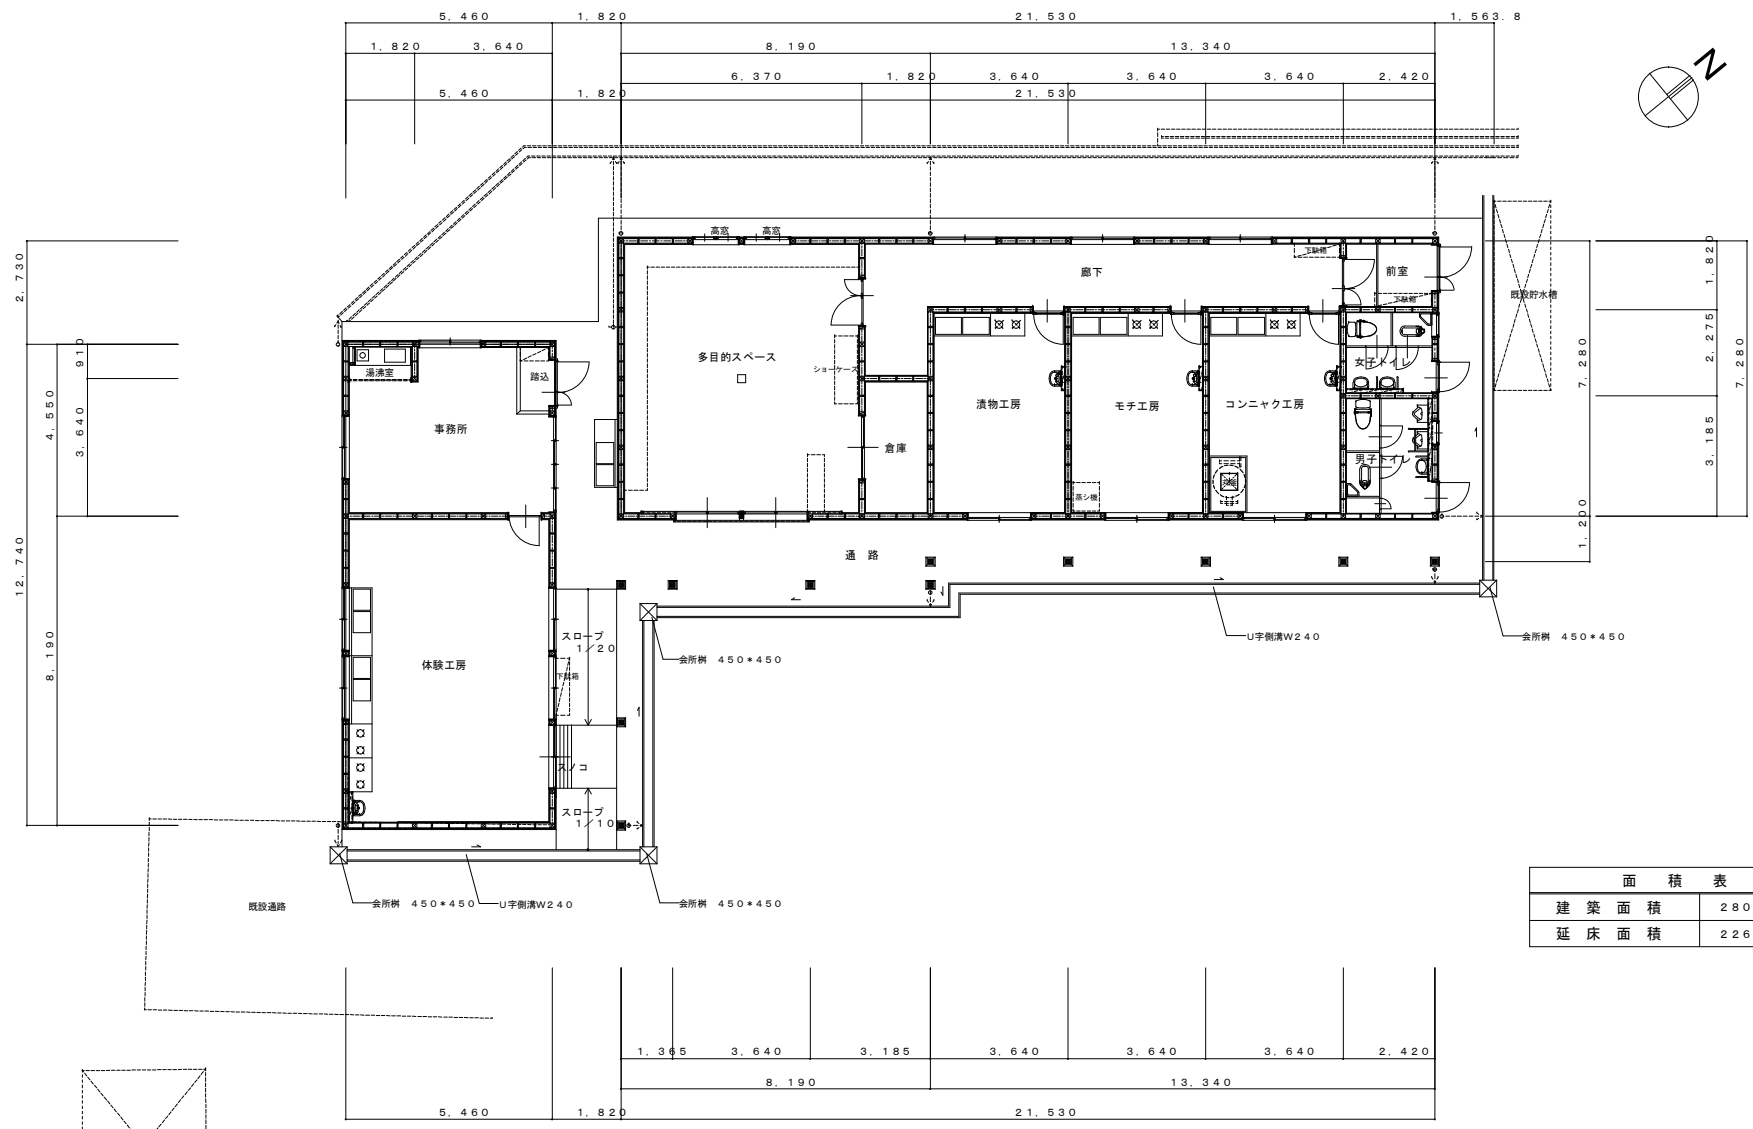 5,460 1,820 21,530 1,563.8
1,820 3,640 8,190 13,340
6,370 1,820 3,640 3,640 3,640 2,420
5,460 1,820 21,530
N
高窓 高窓
下駄箱
廊下
前室
下駄箱
既設貯水槽
2,730
910
4,550
3,640
12,740
8,190
湯沸室
踏込
事務所
多目的スペース
ショーケース
倉庫
漬物工房
モチ工房
コンニャク工房
女子トイレ
男子トイレ
蒸シ機
1,820
2,275
7,280
7,280
3,185
1,200
通 路
スロープ
1/20
体験工房
下駄箱
スノコ
スロープ
1/10
会所桝 450*450
U字側溝W240
会所桝 450*450
既設通路
会所桝 450*450
U字側溝W240
会所桝 450*450
面 積 表
建 築 面 積 280
延 床 面 積 226
1,365 3,640 3,185 3,640 3,640 3,640 2,420
8,190 13,340
5,460 1,820 21,530